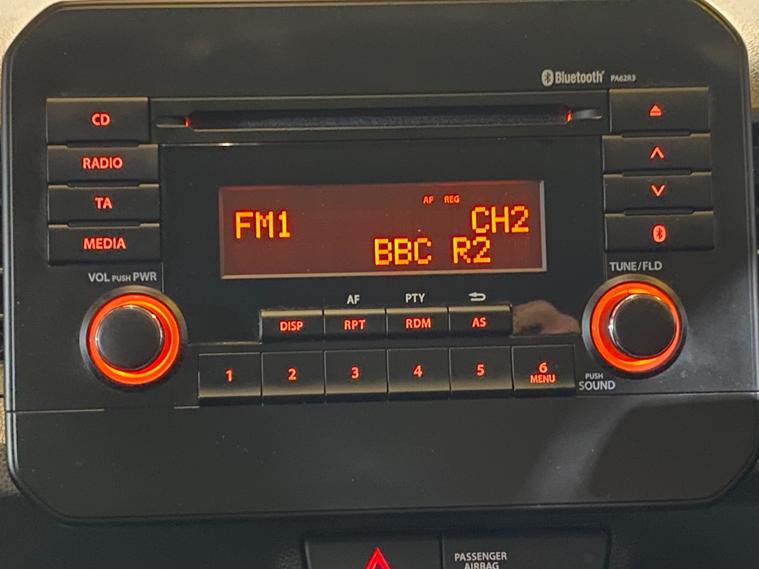 Bluetooth PA62R3
CD
RADIO
TA
MEDIA
AF REG
FM1 CH2
BBC R2
VOL PUSH PWR
TUNE/FLD
AF PTY
DISP RPT RDM AS
1 2 3 4 5 6
MENU
PUSH
SOUND
PASSENGER
AIRBAG